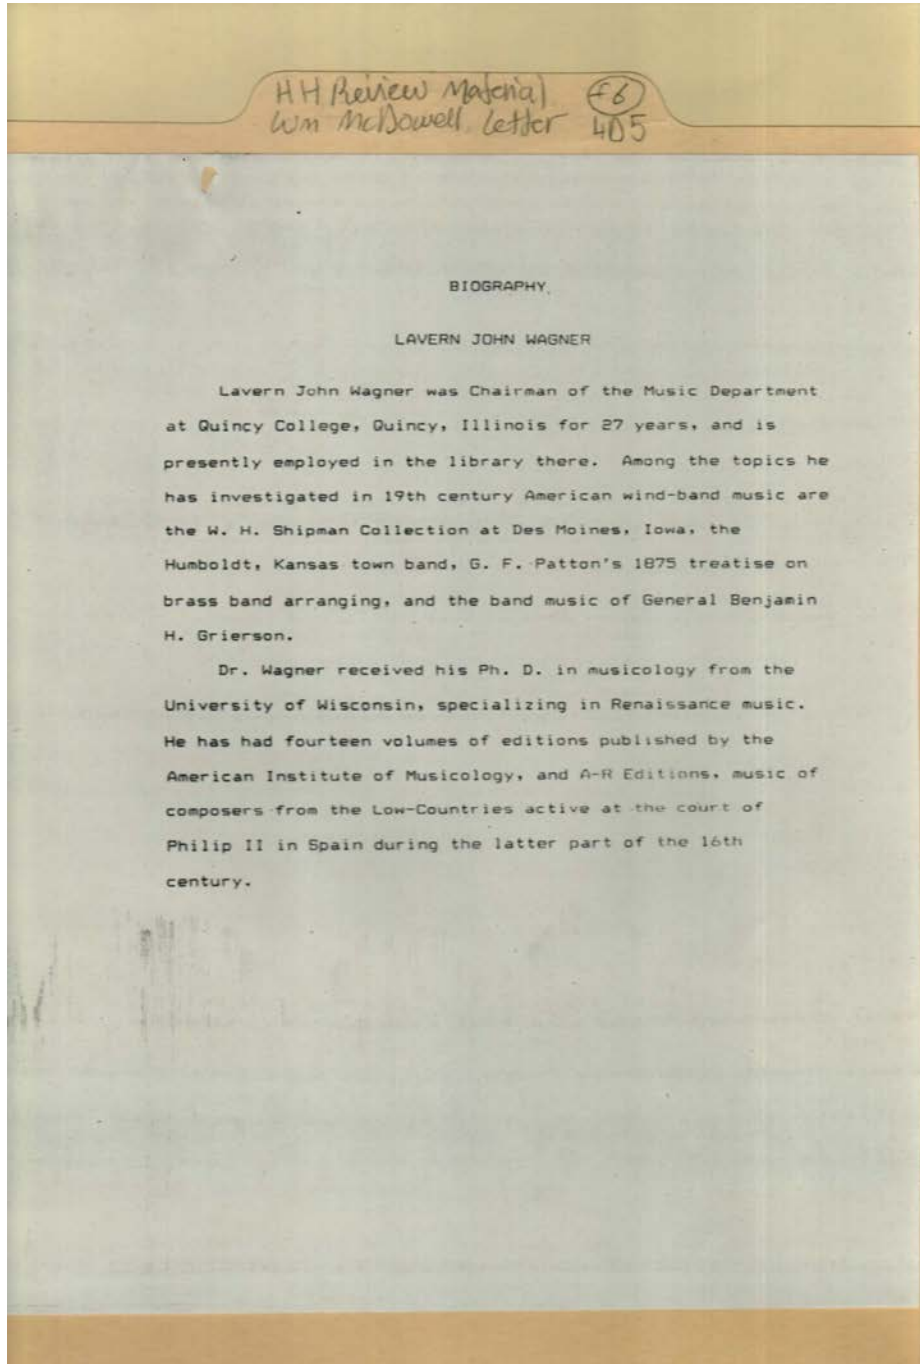 HH Review Material F6
Wm McDowell Letter 4D5
BIOGRAPHY
LAVERN JOHN WAGNER
Lavern John Wagner was Chairman of the Music Department
at Quincy College, Quincy, Illinois for 27 years, and is
presently employed in the library there. Among the topics he
has investigated in 19th century American wind-band music are
the W. H. Shipman Collection at Des Moines, Iowa, the
Humboldt, Kansas town band, G. F. Patton's 1875 treatise on
brass band arranging, and the band music of General Benjamin
H. Grierson.
Dr. Wagner received his Ph. D. in musicology from the
University of Wisconsin, specializing in Renaissance music.
He has had fourteen volumes of editions published by the
American Institute of Musicology, and A-R Editions, music of
composers from the Low-Countries active at the court of
Philip II in Spain during the latter part of the 16th
century.